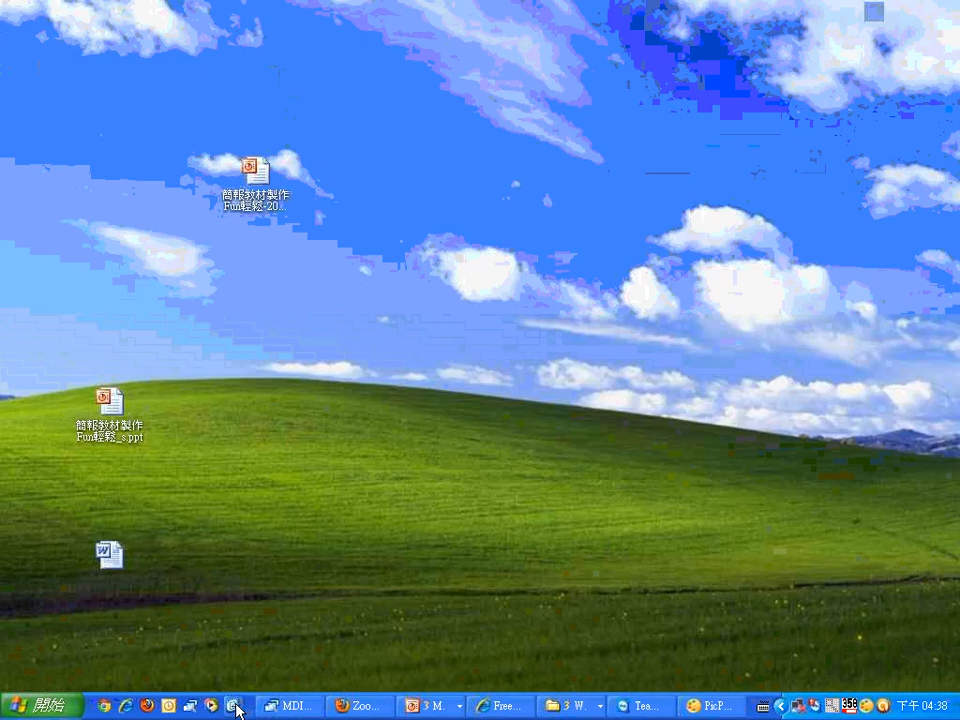 簡報教材製作
Fun輕鬆-20...
簡報教材製作
Fun輕鬆_s.ppt
開始
MDI...
Zoo...
3 M.
Free...
3 W.
Tea...
PicP...
358
下午 04:38